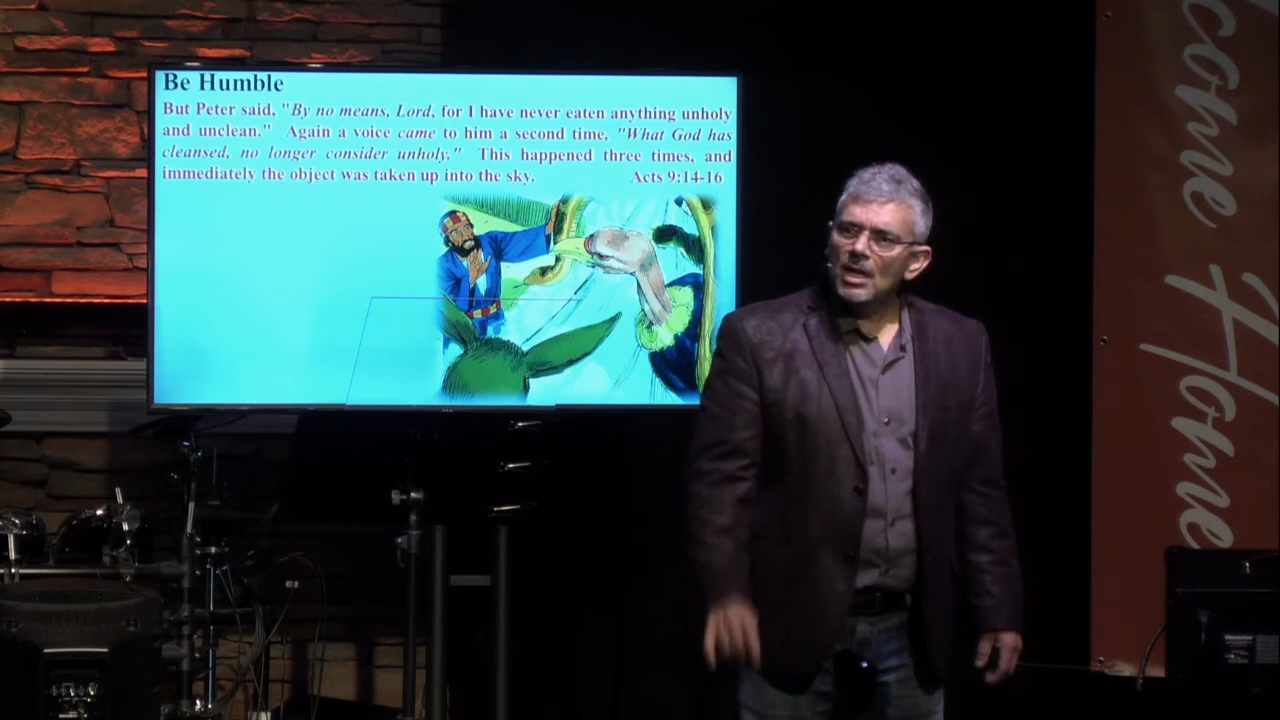 Be Humble
But Peter said, "By no means, Lord, for I have never eaten anything unholy
and unclean." Again a voice came to him a second time, "What God has
cleansed, no longer consider unholy." This happened three times, and
immediately the object was taken up into the sky. Acts 9:14-16
come Home